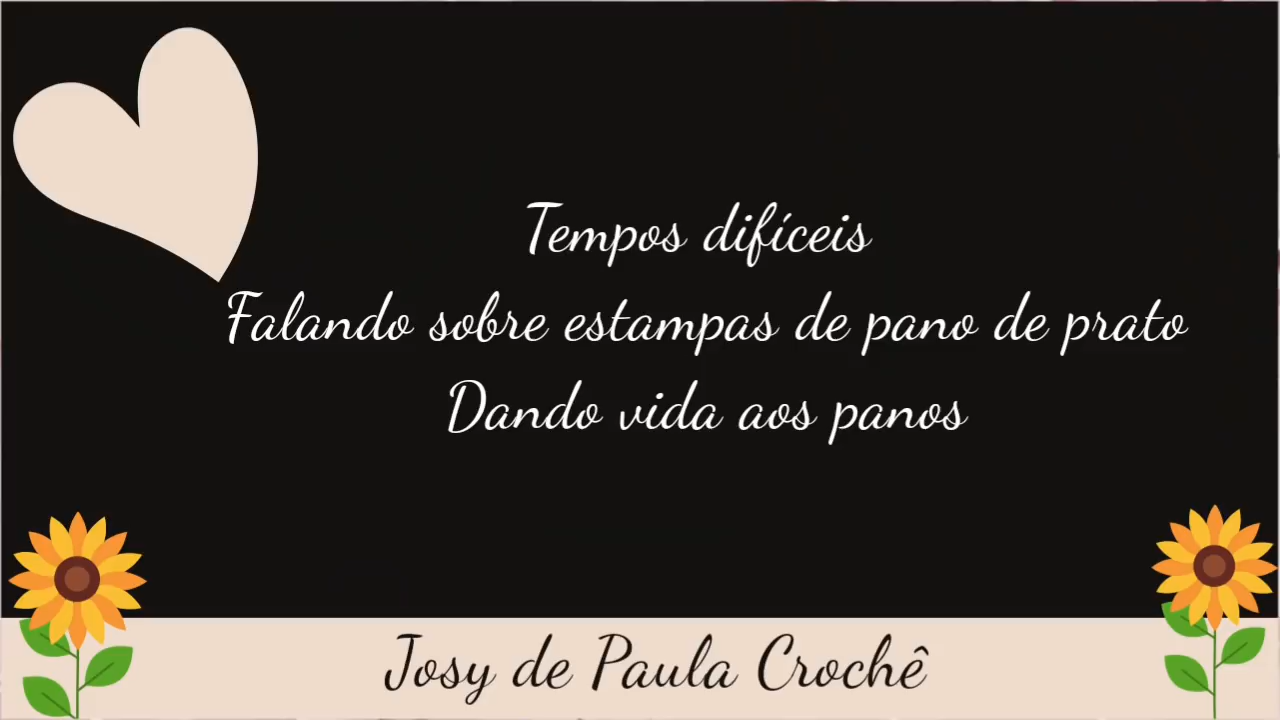 Tempos difíceis
Falando sobre estampas de pano de prato
Dando vida aos panos
Josy de Paula Crochê